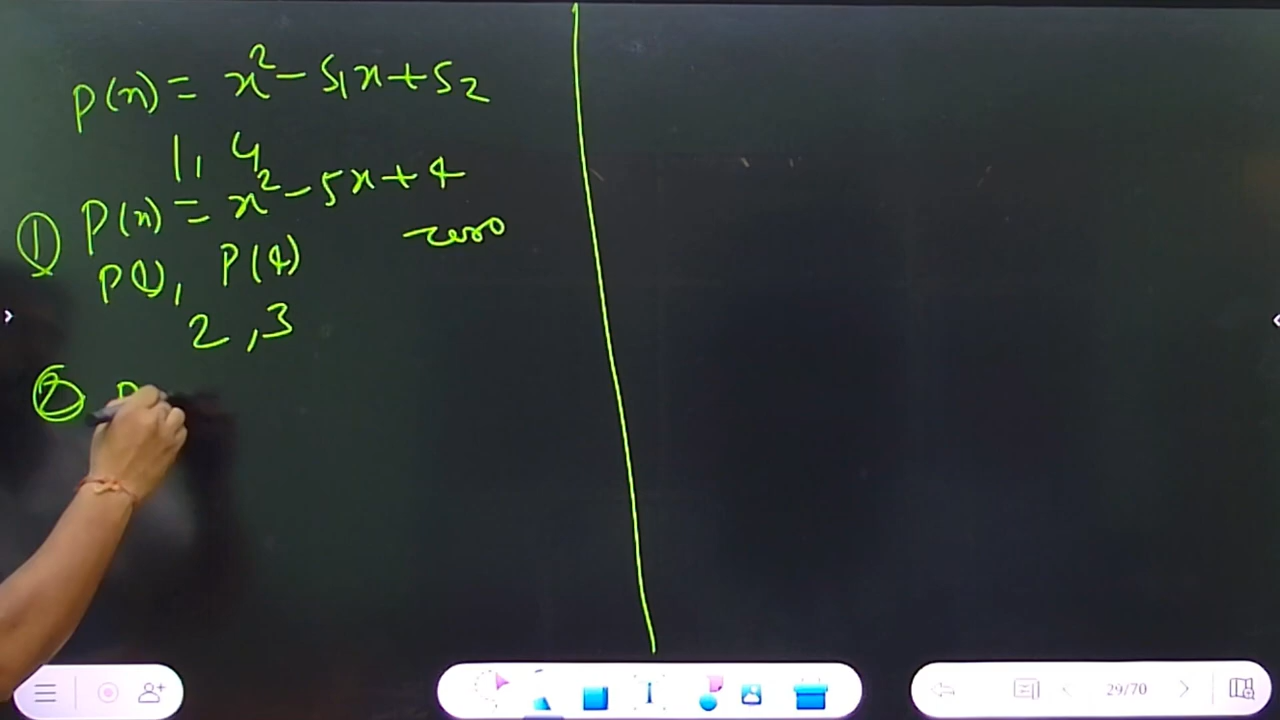 P(x) = x² - S₁x + S₂
1, 4
① P(x) = x² - 5x + 4
P(1), P(4) zero
2, 3
② P
29/70